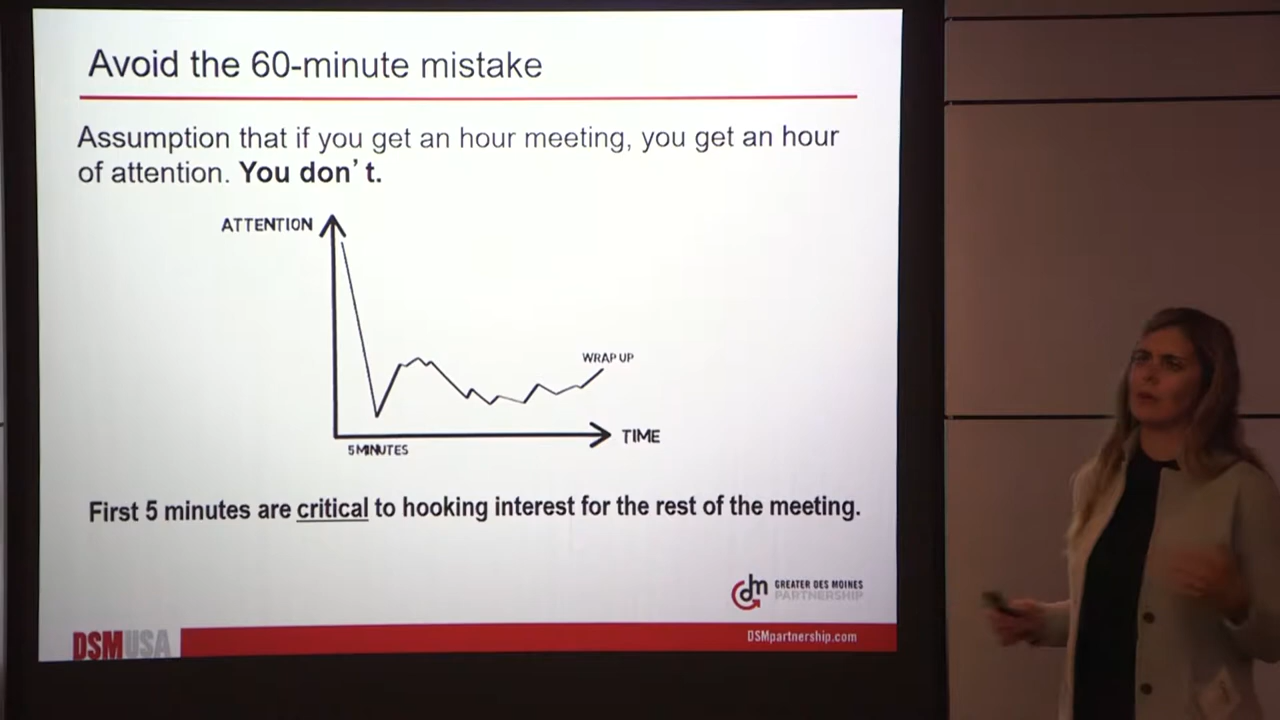 Avoid the 60-minute mistake
Assumption that if you get an hour meeting, you get an hour
of attention. You don't.
ATTENTION
WRAP UP
TIME
5 MINUTES
First 5 minutes are critical to hooking interest for the rest of the meeting.
dm GREATER DES MOINES
PARTNERSHIP
DSMUSA
DSMpartnership.com